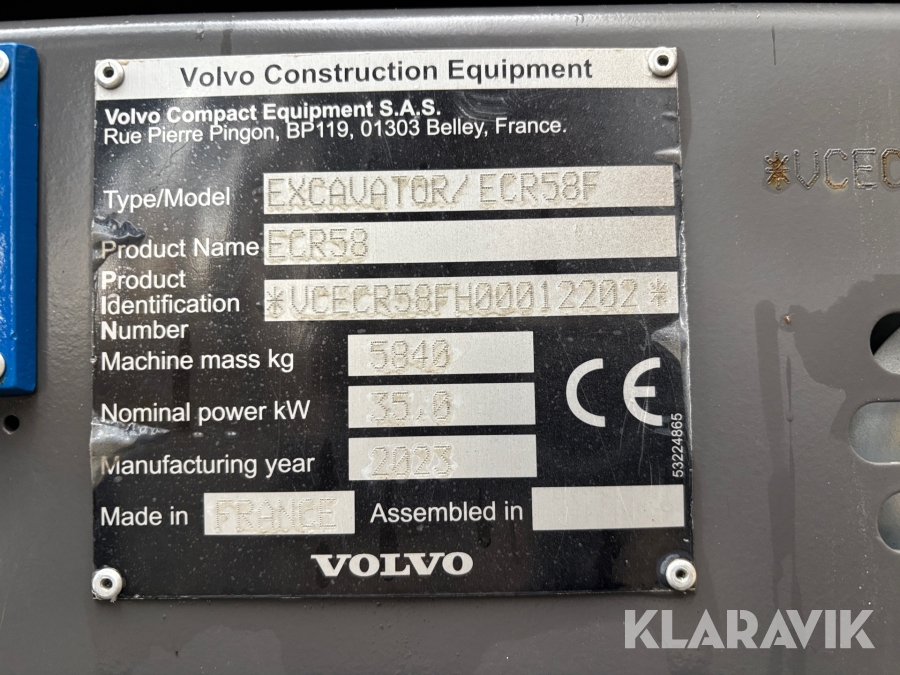 Volvo Construction Equipment
Volvo Compact Equipment S.A.S.
Rue Pierre Pingon, BP119, 01303 Belley, France.
Type/Model EXCAVATOR/ ECR58F
Product Name ECR58
Product Identification Number *VCECR58FH00012202*
Machine mass kg 5840
Nominal power kW 35,0
Manufacturing year 2023
Made in FRANCE Assembled in
CE
53224865
VOLVO
*VCEC
KLARAVIK